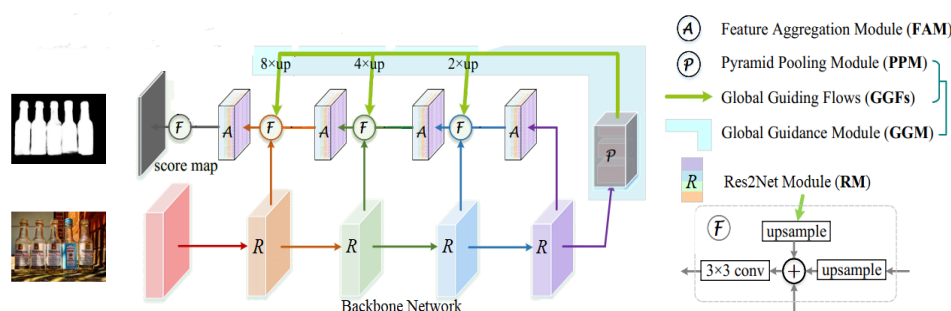 8×up
4×up
2×up
F
A
F
A
F
A
F
A
P
score map
R
R
R
R
Backbone Network
A
Feature Aggregation Module (FAM)
P
Pyramid Pooling Module (PPM)
Global Guiding Flows (GGFs)
Global Guidance Module (GGM)
R
Res2Net Module (RM)
F
upsample
3×3 conv
+
upsample